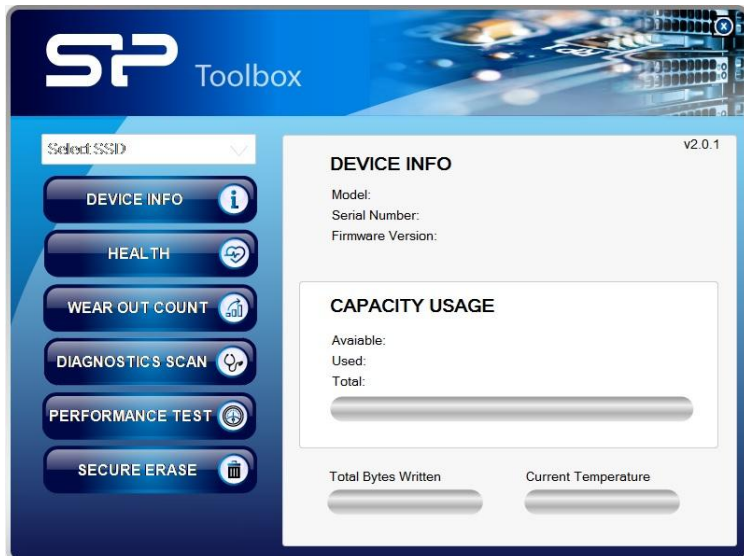 SP Toolbox
Select SSD
DEVICE INFO
HEALTH
WEAR OUT COUNT
DIAGNOSTICS SCAN
PERFORMANCE TEST
SECURE ERASE
v2.0.1
DEVICE INFO
Model:
Serial Number:
Firmware Version:
CAPACITY USAGE
Avaiable:
Used:
Total:
Total Bytes Written
Current Temperature